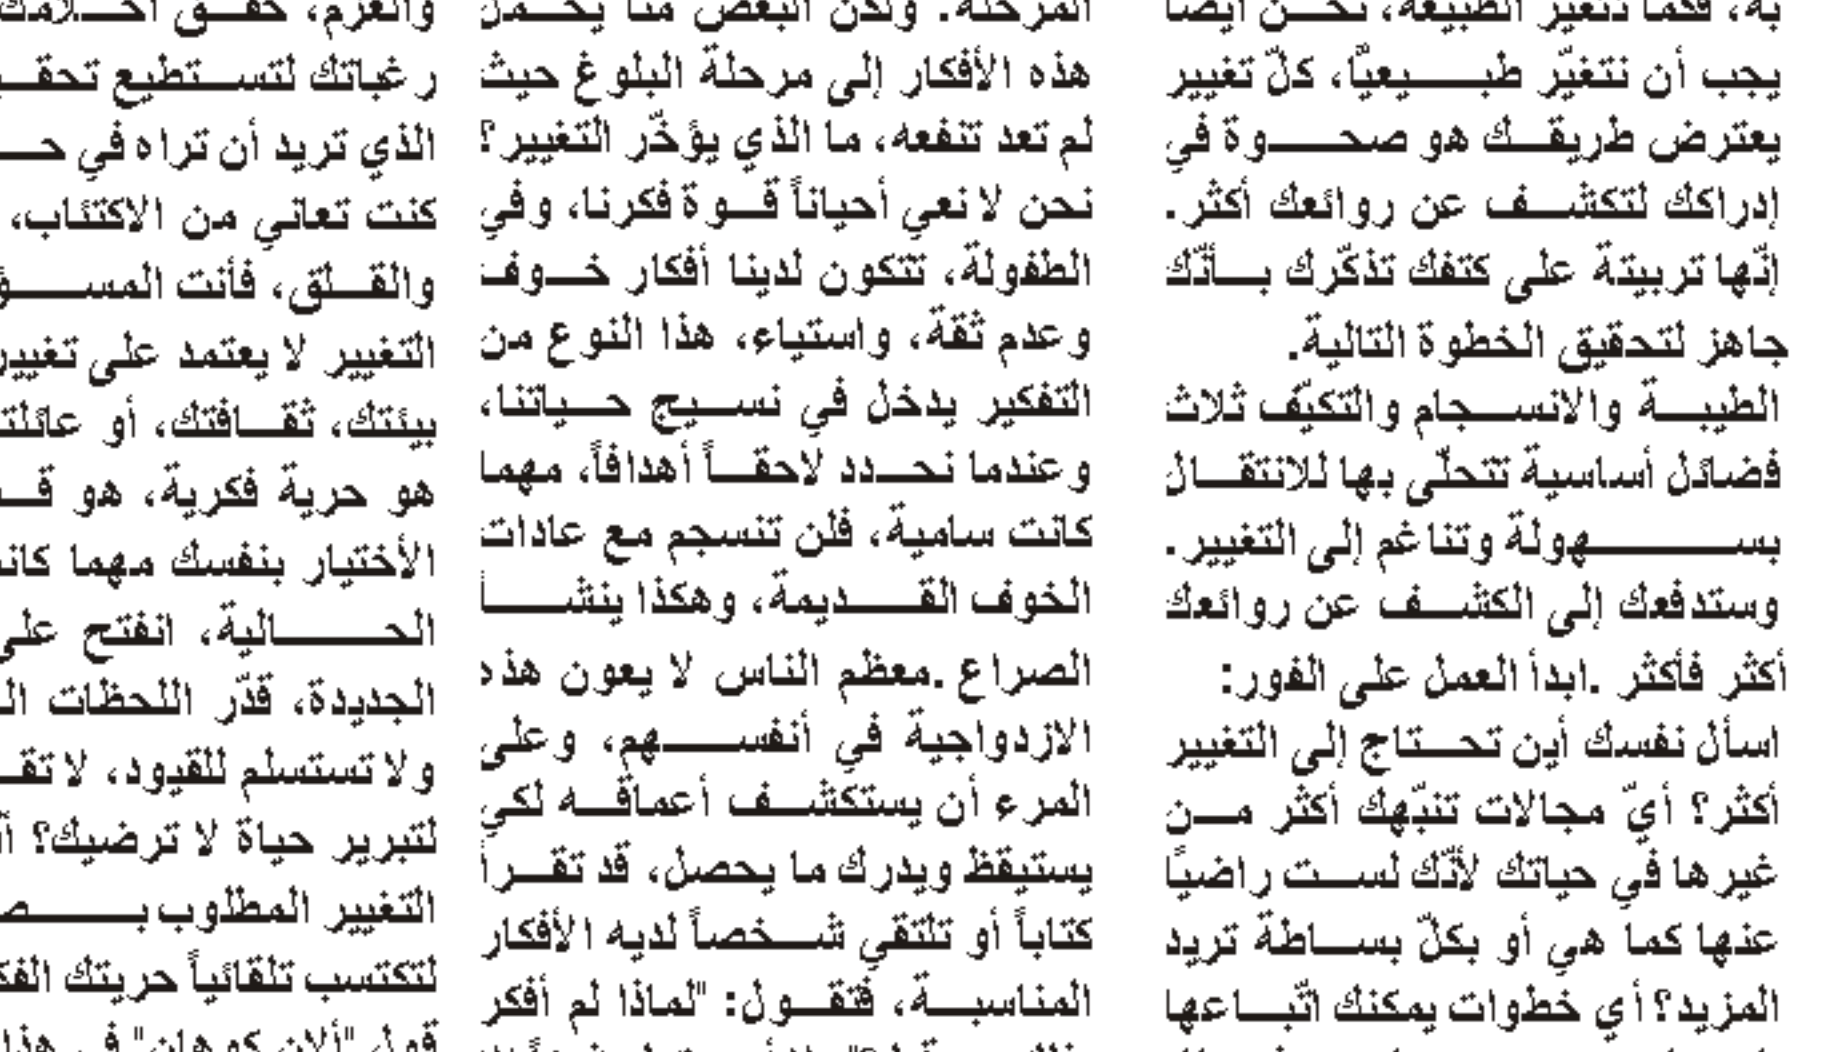 به، فكما تتغير الطبيعة، نحن أيضا
يجب أن نتغيّر طبيعيًّا، كلّ تغيير
يعترض طريقك هو صحوة في
إدراكك لتكشف عن روائعك أكثر.
إنّها تربيتة على كتفك تذكّرك بأنّك
جاهز لتحقيق الخطوة التالية.
الطيبة والانسجام والتكيّف ثلاث
فضائل أساسية تتحلّى بها للانتقال
بسهولة وتناغم إلى التغيير.
وستدفعك إلى الكشف عن روائعك
أكثر فأكثر .ابدأ العمل على الفور:
اسأل نفسك أين تحتاج إلى التغيير
أكثر؟ أيّ مجالات تنبّهك أكثر من
غيرها في حياتك لأنّك لست راضيًا
عنها كما هي أو بكلّ بساطة تريد
المزيد؟ أي خطوات يمكنك اتّباعها
المرحلة. ولكن البعض منا يحمل
هذه الأفكار إلى مرحلة البلوغ حيث
لم تعد تنفعه، ما الذي يؤخّر التغيير؟
نحن لا نعي أحياناً قوة فكرنا، وفي
الطفولة، تتكون لدينا أفكار خوف
وعدم ثقة، واستياء، هذا النوع من
التفكير يدخل في نسيج حياتنا،
وعندما نحدد لاحقاً أهدافاً، مهما
كانت سامية، فلن تنسجم مع عادات
الخوف القديمة، وهكذا ينشأ
الصراع .معظم الناس لا يعون هذه
الازدواجية في أنفسهم، وعلى
المرء أن يستكشف أعماقه لكي
يستيقظ ويدرك ما يحصل، قد تقرأ
كتاباً أو تلتقي شخصاً لديه الأفكار
المناسبة، فتقول: "لماذا لم أفكر
والعزم، حقق أحلامك
رغباتك لتستطيع
الذي تريد أن تراه في
كنت تعاني من الاكتئاب،
والقلق، فأنت
التغيير لا يعتمد على تغيير
بيئتك، ثقافتك، أو
هو حرية فكرية، هو
الأختيار بنفسك مهما
الحالية، انفتح على
الجديدة، قدّر اللحظات
ولا تستسلم للقيود، لا
لتبرير حياة لا ترضيك؟
التغيير المطلوب
لتكتسب تلقائياً حريتك
قول "ألان كوهان" في هذا